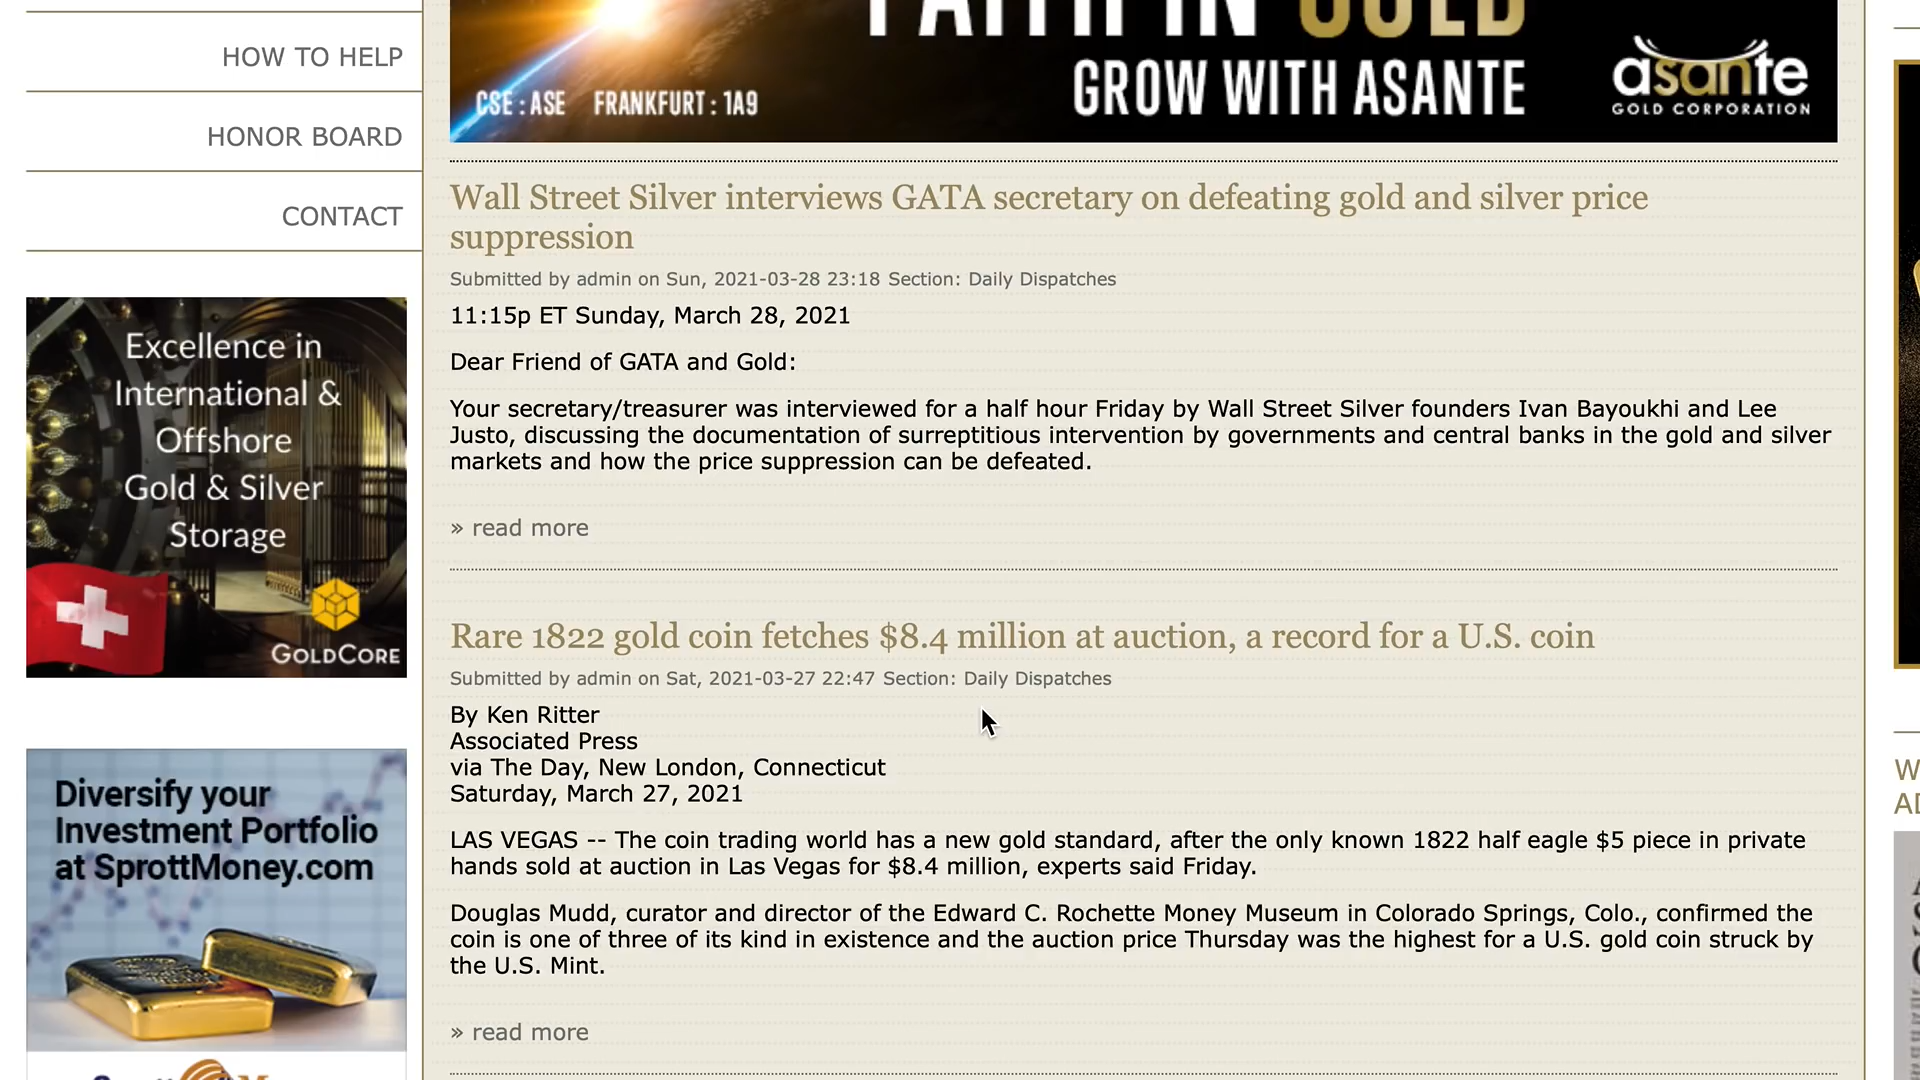 HOW TO HELP
HONOR BOARD
CONTACT
Excellence in
International &
Offshore
Gold & Silver
Storage
GOLDCORE
Diversify your
Investment Portfolio
at SprottMoney.com
FAITH IN GOLD
GROW WITH ASANTE
CSE : ASE FRANKFURT : 1A9
asante
GOLD CORPORATION
Wall Street Silver interviews GATA secretary on defeating gold and silver price
suppression
Submitted by admin on Sun, 2021-03-28 23:18 Section: Daily Dispatches
11:15p ET Sunday, March 28, 2021
Dear Friend of GATA and Gold:
Your secretary/treasurer was interviewed for a half hour Friday by Wall Street Silver founders Ivan Bayoukhi and Lee
Justo, discussing the documentation of surreptitious intervention by governments and central banks in the gold and silver
markets and how the price suppression can be defeated.
» read more
Rare 1822 gold coin fetches $8.4 million at auction, a record for a U.S. coin
Submitted by admin on Sat, 2021-03-27 22:47 Section: Daily Dispatches
By Ken Ritter
Associated Press
via The Day, New London, Connecticut
Saturday, March 27, 2021
LAS VEGAS -- The coin trading world has a new gold standard, after the only known 1822 half eagle $5 piece in private
hands sold at auction in Las Vegas for $8.4 million, experts said Friday.
Douglas Mudd, curator and director of the Edward C. Rochette Money Museum in Colorado Springs, Colo., confirmed the
coin is one of three of its kind in existence and the auction price Thursday was the highest for a U.S. gold coin struck by
the U.S. Mint.
» read more